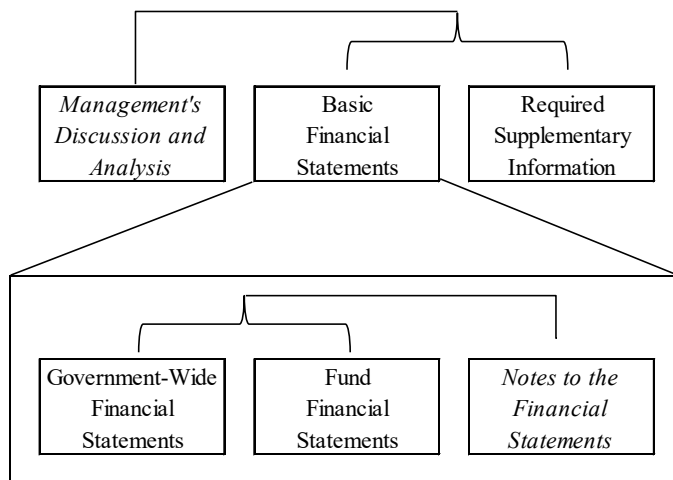 Management's
Discussion and
Analysis
Basic
Financial
Statements
Required
Supplementary
Information
Government-Wide
Financial
Statements
Fund
Financial
Statements
Notes to the
Financial
Statements